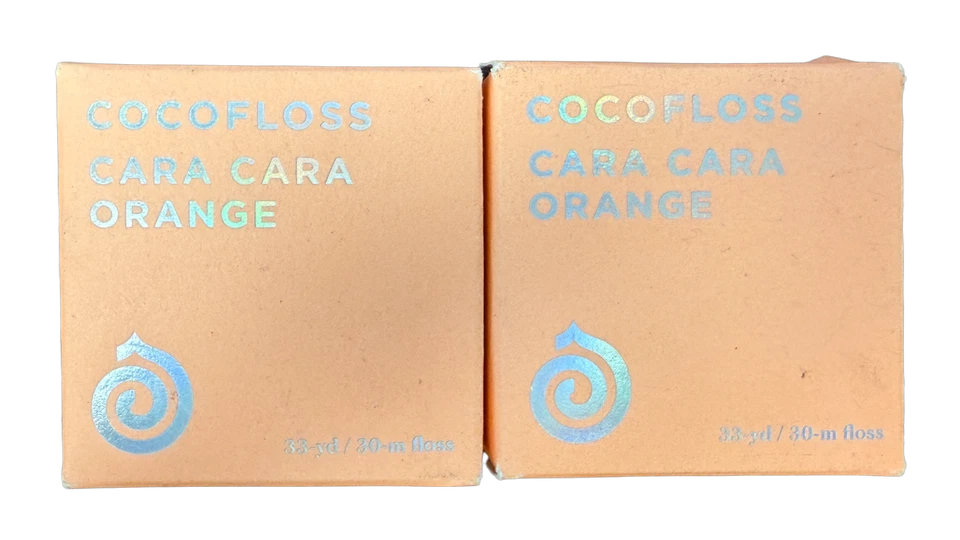 COCOFLOSS
CARA CARA
ORANGE
33-yd / 30-m floss
COCOFLOSS
CARA CARA
ORANGE
33-yd / 30-m floss